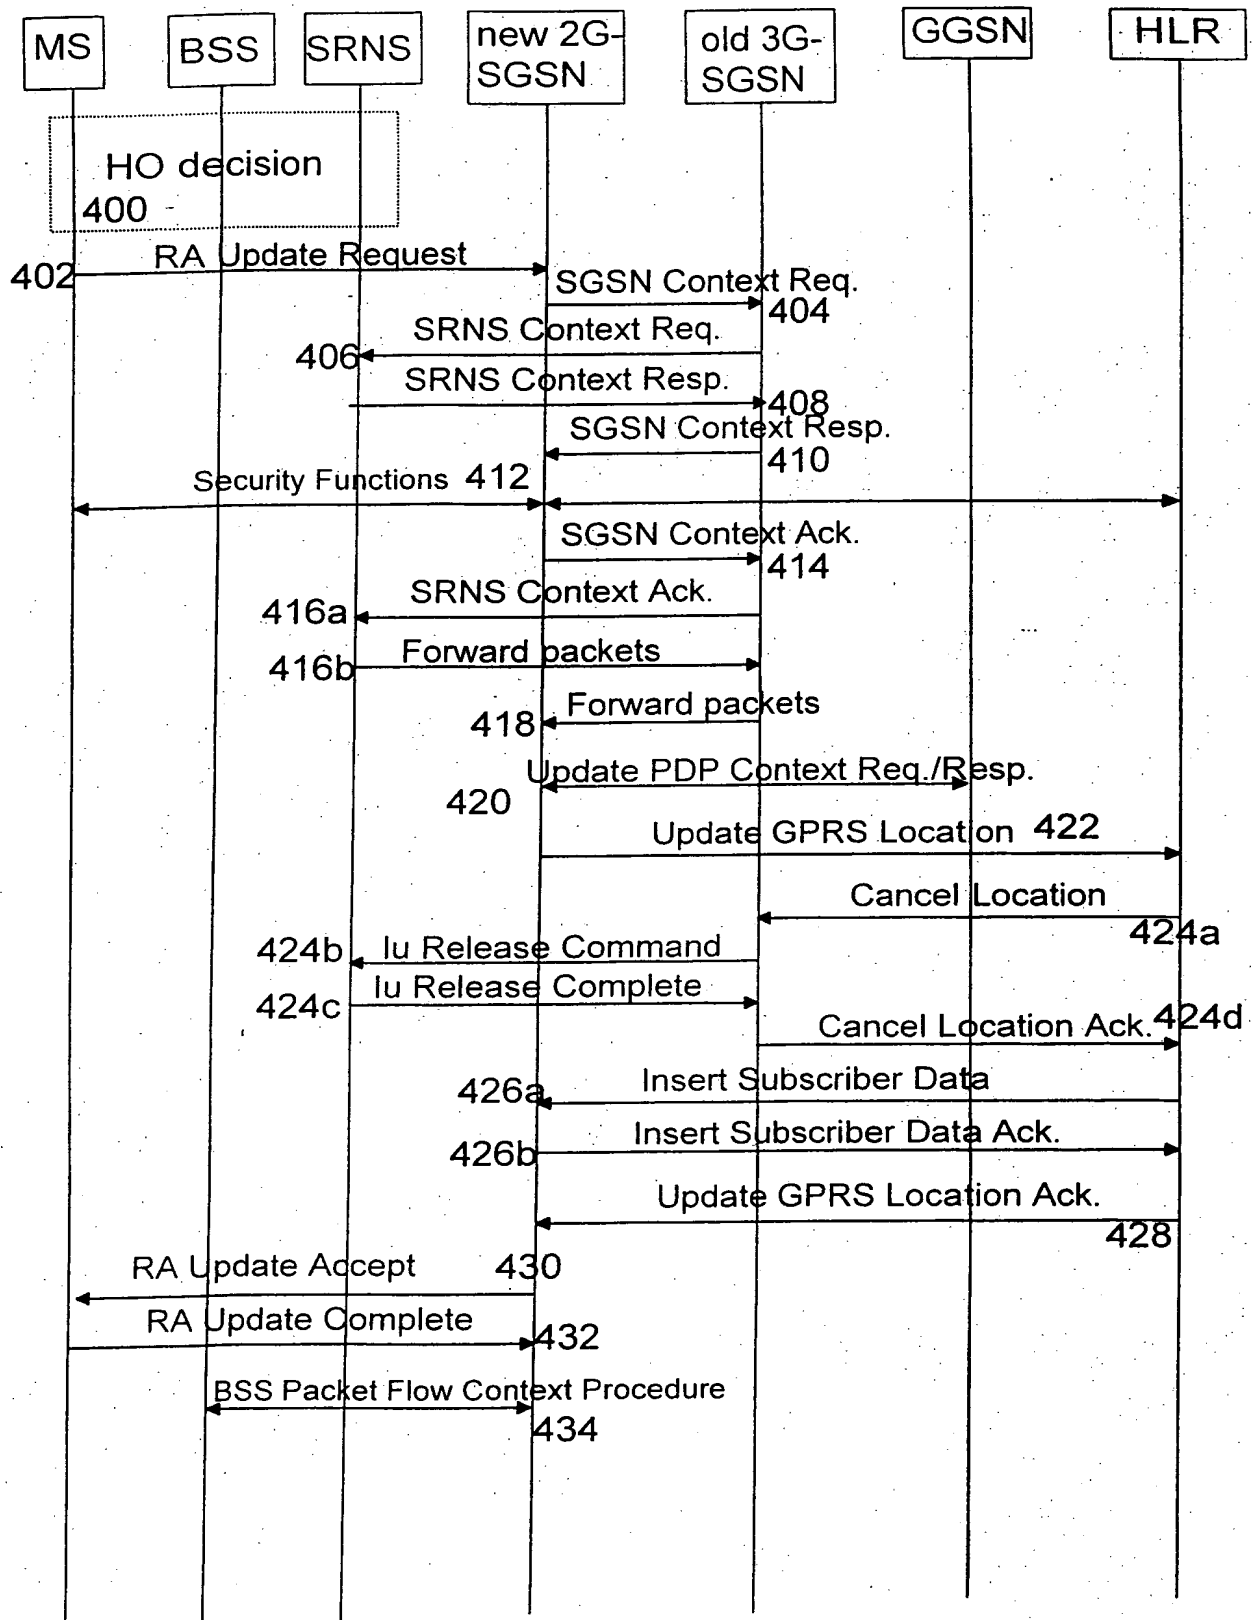 MS
BSS
SRNS
new 2G-
SGSN
old 3G-
SGSN
GGSN
HLR
HO decision
400
RA Update Request
402
SGSN Context Req.
404
SRNS Context Req.
406
SRNS Context Resp.
408
SGSN Context Resp.
410
Security Functions 412
SGSN Context Ack.
414
SRNS Context Ack.
416a
Forward packets
416b
Forward packets
418
Update PDP Context Req./Resp.
420
Update GPRS Location 422
Cancel Location
424a
424b Iu Release Command
Iu Release Complete
424c
Cancel Location Ack. 424d
Insert Subscriber Data
426a
Insert Subscriber Data Ack.
426b
Update GPRS Location Ack.
428
RA Update Accept 430
RA Update Complete
432
BSS Packet Flow Context Procedure
434